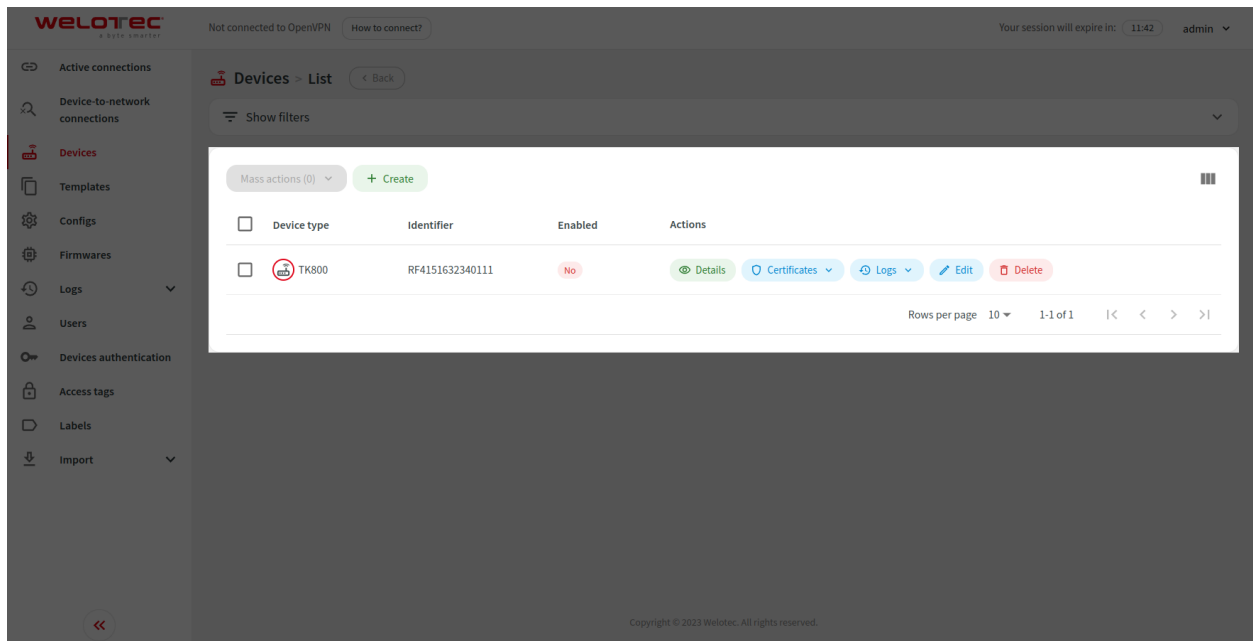 WELOTEC
a byte smarter
Not connected to OpenVPN
How to connect?
Your session will expire in: 11:42
admin
Active connections
Device-to-network
connections
Devices
Templates
Configs
Firmwares
Logs
Users
Devices authentication
Access tags
Labels
Import
Devices > List
Back
Show filters
Mass actions (0)
+ Create
Device type Identifier Enabled Actions
TK800 RF4151632340111 No Details Certificates Logs Edit Delete
Rows per page 10 1-1 of 1
Copyright © 2023 Welotec. All rights reserved.